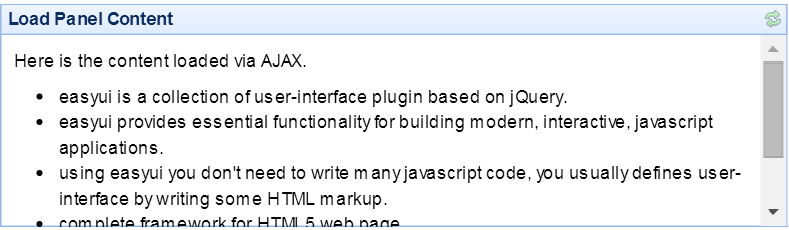 Load Panel Content
Here is the content loaded via AJAX.
easyui is a collection of user-interface plugin based on jQuery.
easyui provides essential functionality for building modern, interactive, javascript
applications.
using easyui you don't need to write many javascript code, you usually defines user-
interface by writing some HTML markup.
complete framework for HTML5 web page.